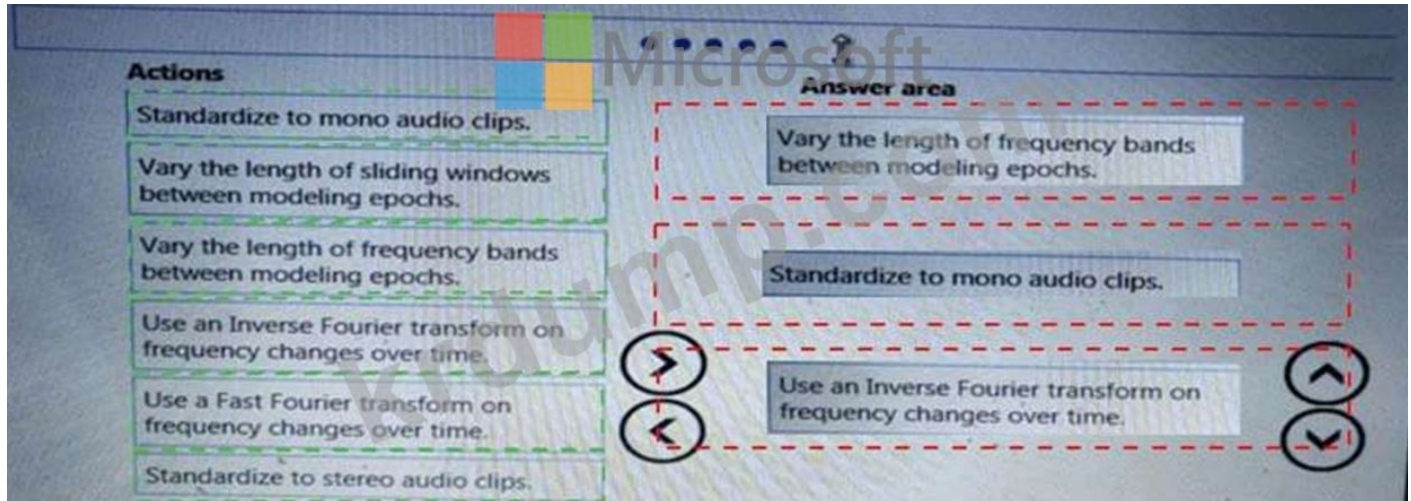 Microsoft
Actions
Answer area
Standardize to mono audio clips.
Vary the length of sliding windows
between modeling epochs.
Vary the length of frequency bands
between modeling epochs.
Use an Inverse Fourier transform on
frequency changes over time.
Use a Fast Fourier transform on
frequency changes over time.
Standardize to stereo audio clips.
Vary the length of frequency bands
between modeling epochs.
Standardize to mono audio clips.
Use an Inverse Fourier transform on
frequency changes over time.
krdump.com